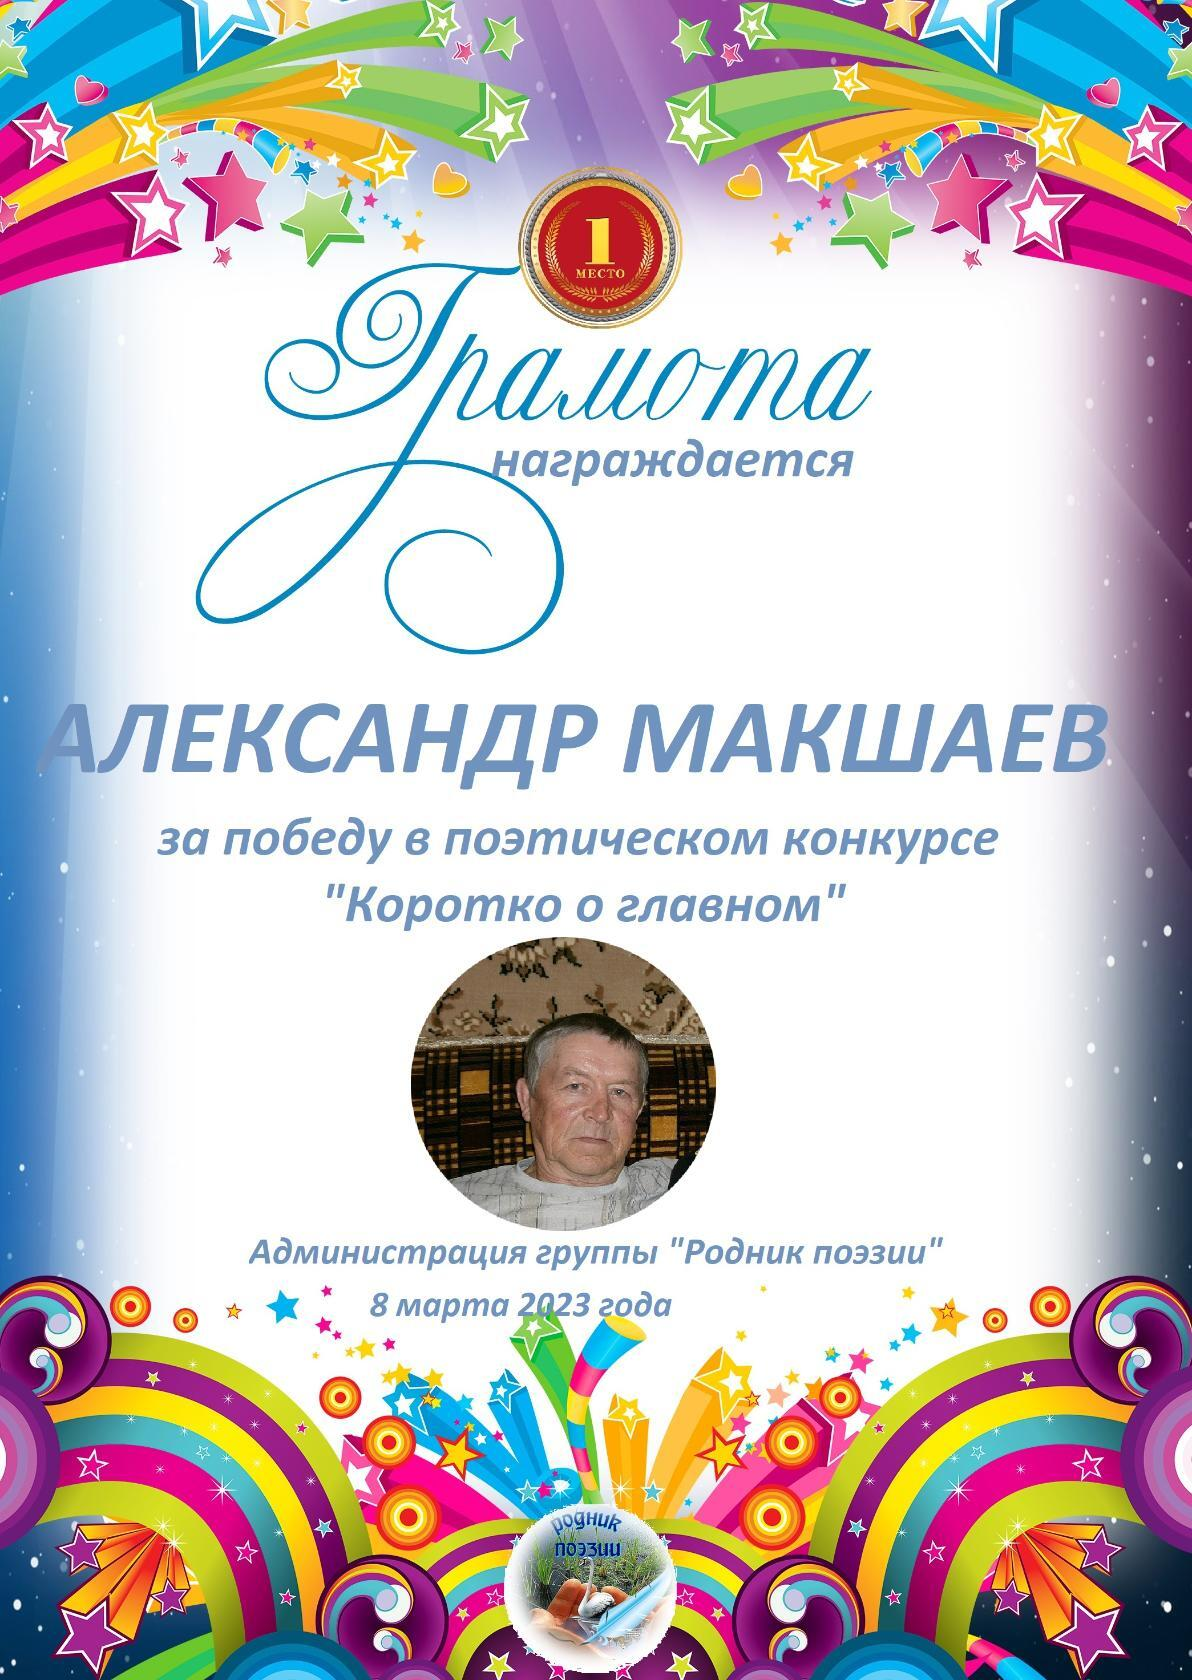 1
МЕСТО
Грамота
награждается
АЛЕКСАНДР МАКШАЕВ
за победу в поэтическом конкурсе
"Коротко о главном"
Администрация группы "Родник поэзии"
8 марта 2023 года
родник
поэзии